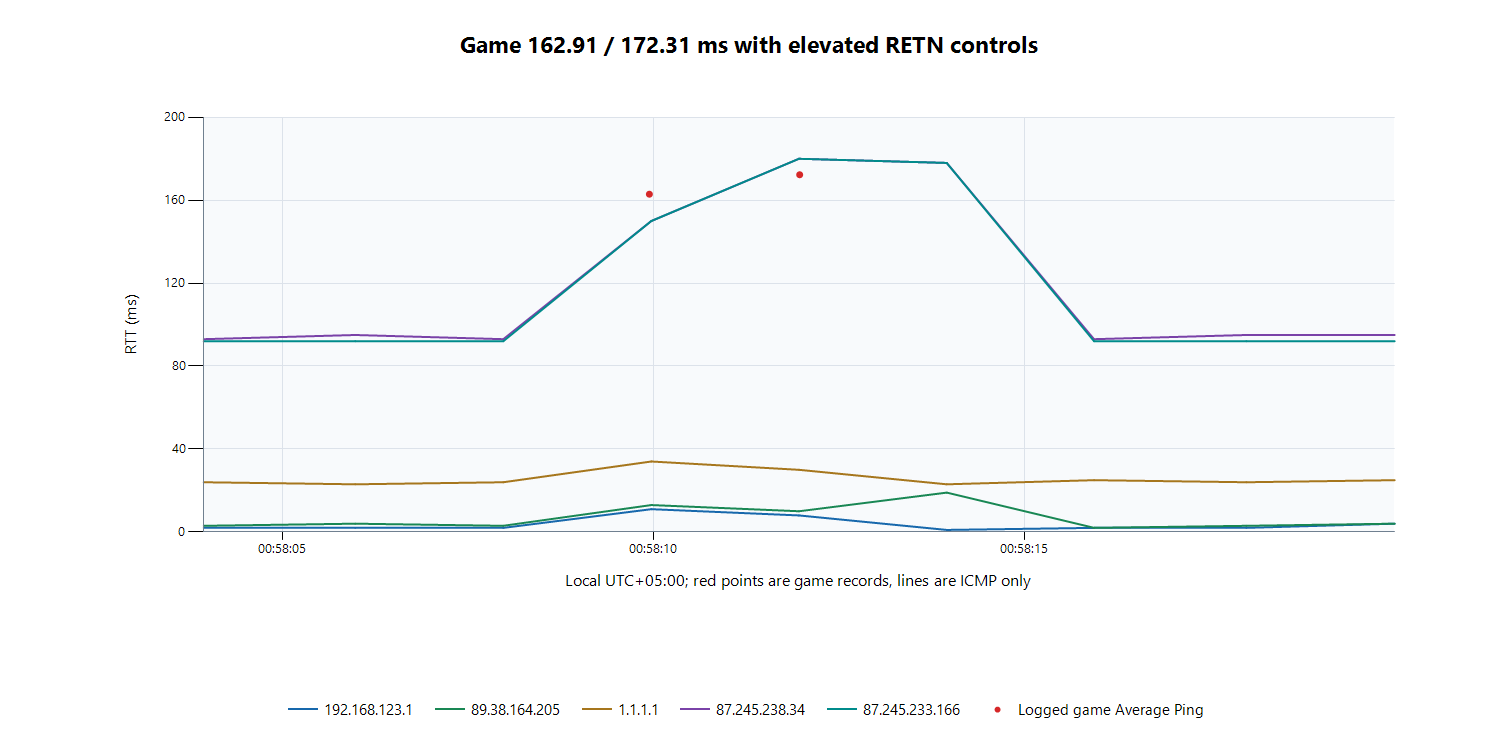 Game 162.91 / 172.31 ms with elevated RETN controls
200
160
120
80
40
0
RTT (ms)
00:58:05 00:58:10 00:58:15
Local UTC+05:00; red points are game records, lines are ICMP only
192.168.123.1 89.38.164.205 1.1.1.1 87.245.238.34 87.245.233.166 Logged game Average Ping